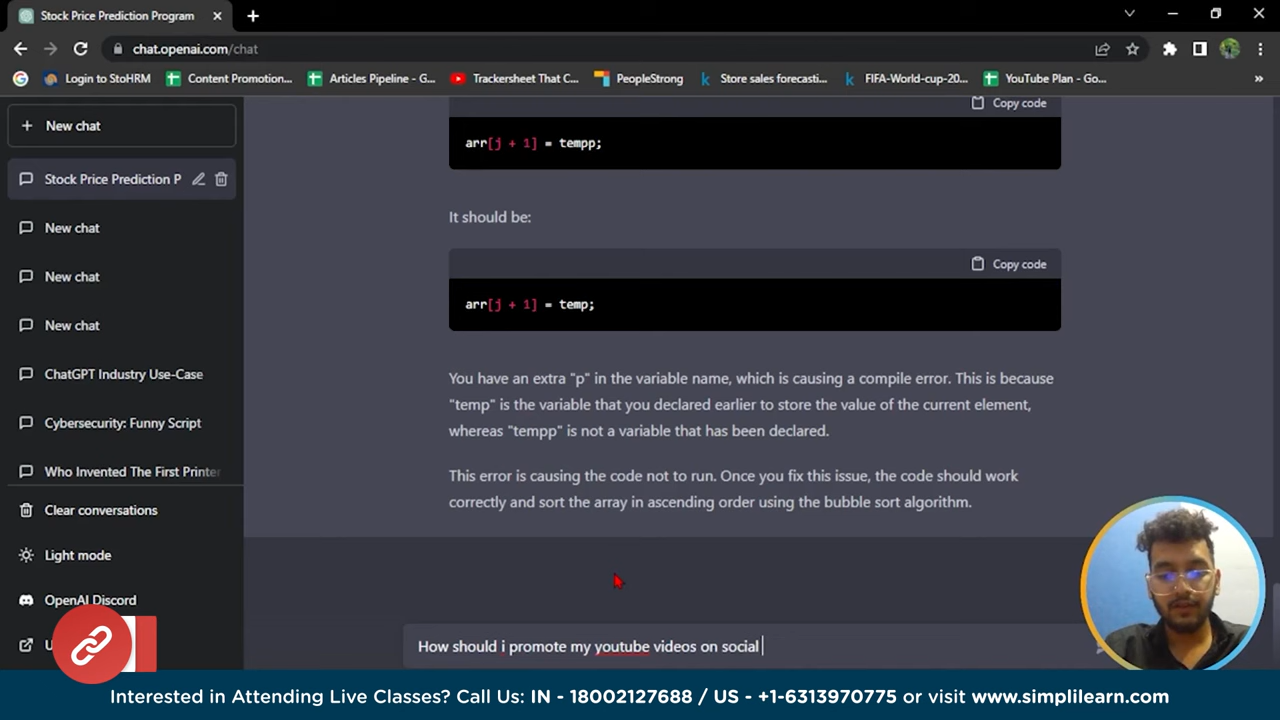 Stock Price Prediction Program
chat.openai.com/chat
Login to StoHRM
Content Promotion...
Articles Pipeline - G...
Trackersheet That C...
PeopleStrong
Store sales forecasti...
FIFA-World-cup-20...
YouTube Plan - Go...
»
New chat
Stock Price Prediction P
New chat
New chat
New chat
ChatGPT Industry Use-Case
Cybersecurity: Funny Script
Who Invented The First Printer
Clear conversations
Light mode
OpenAI Discord
Copy code
arr[j + 1] = tempp;
It should be:
Copy code
arr[j + 1] = temp;
You have an extra "p" in the variable name, which is causing a compile error. This is because
"temp" is the variable that you declared earlier to store the value of the current element,
whereas "tempp" is not a variable that has been declared.
This error is causing the code not to run. Once you fix this issue, the code should work
correctly and sort the array in ascending order using the bubble sort algorithm.
How should i promote my youtube videos on social
Interested in Attending Live Classes? Call Us: IN - 18002127688 / US - +1-6313970775 or visit www.simplilearn.com